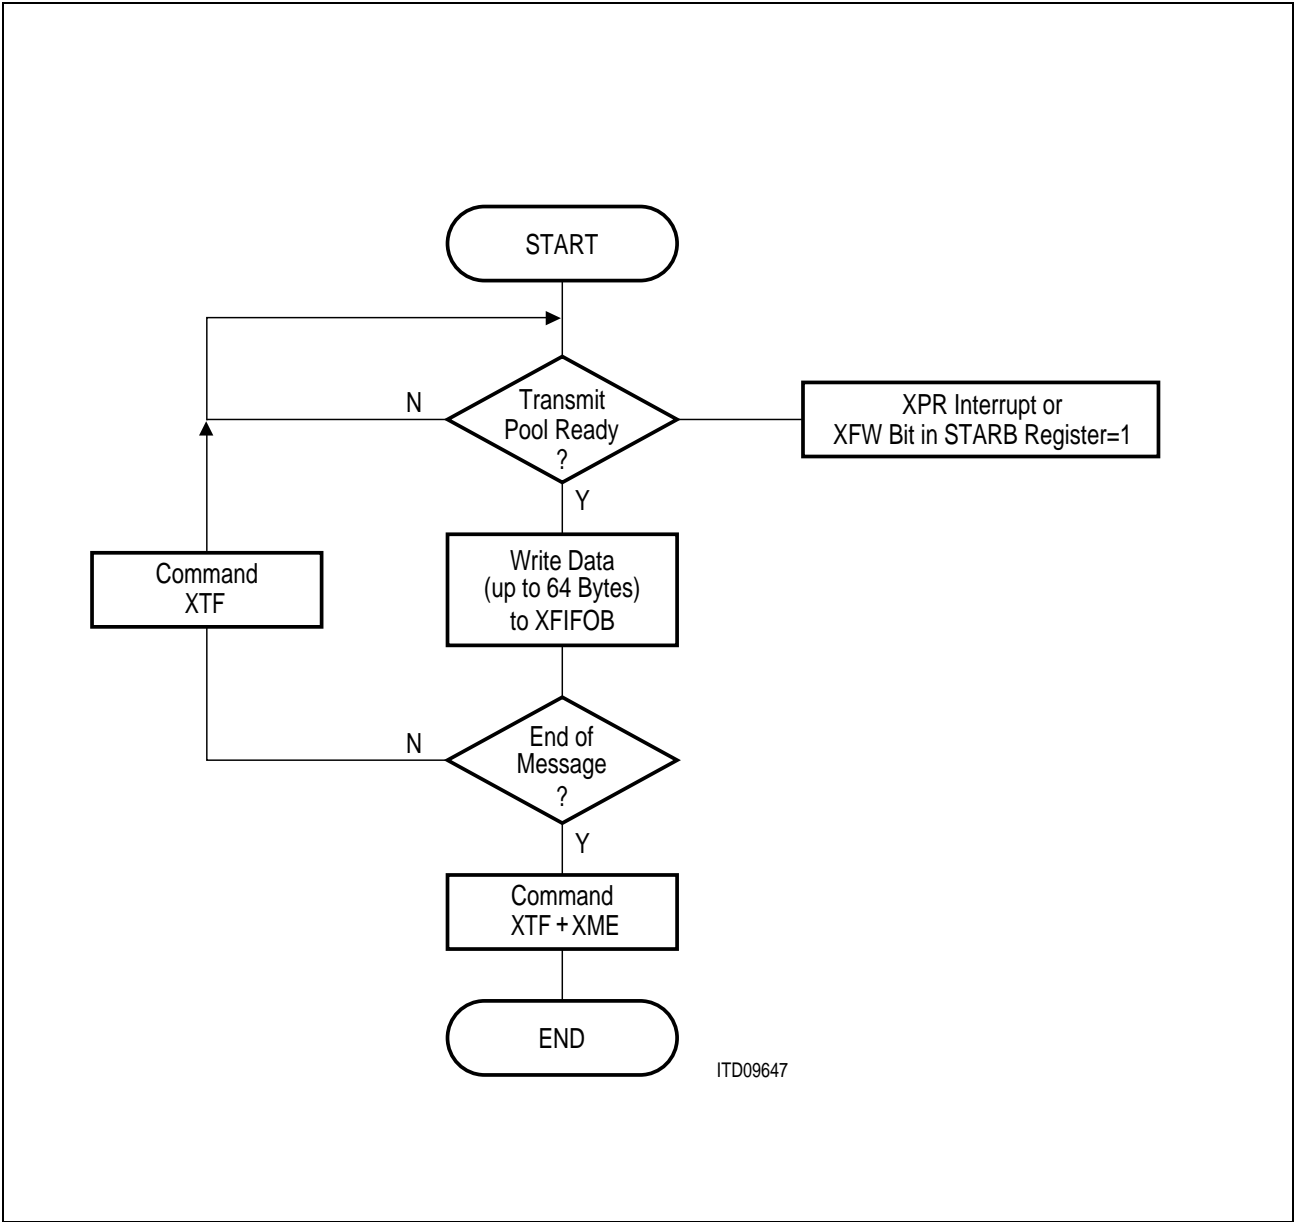 START
N
Transmit
Pool Ready
?
XPR Interrupt or
XFW Bit in STARB Register=1
Y
Write Data
(up to 64 Bytes)
to XFIFOB
Command
XTF
N
End of
Message
?
Y
Command
XTF+XME
END
ITD09647